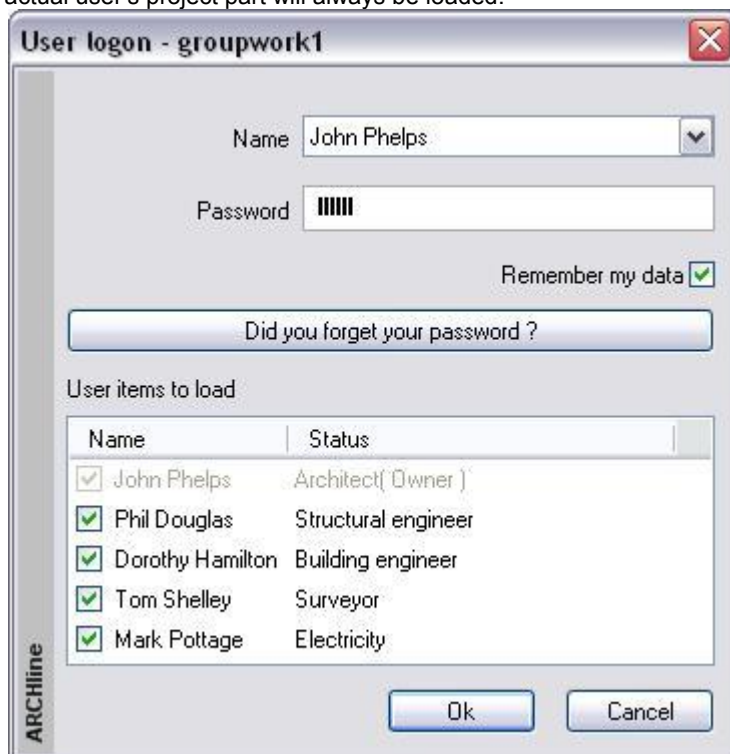 actual user's project part will always be loaded.
User logon - groupwork1
Name John Phelps
Password
Remember my data
Did you forget your password ?
User items to load
Name Status
John Phelps Architect( Owner )
Phil Douglas Structural engineer
Dorothy Hamilton Building engineer
Tom Shelley Surveyor
Mark Pottage Electricity
Ok Cancel
ARCHline